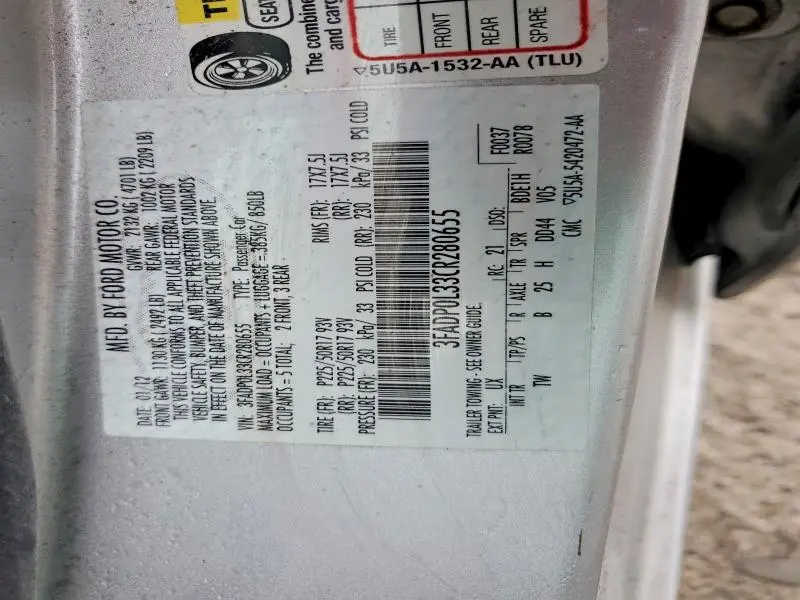 The combined
and carg
TIRE
FRONT
REAR
SPARE
5U5A-1532-AA (TLU)
MFD. BY FORD MOTOR CO.
DATE: 01/12 GVWR: 2132 KG ( 4701 LB)
FRONT GAWR: 1130 KG ( 2492 LB) REAR GAWR: 1002 KG ( 2209 LB)
THIS VEHICLE CONFORMS TO ALL APPLICABLE FEDERAL MOTOR
VEHICLE SAFETY, BUMPER, AND THEFT PREVENTION STANDARDS
IN EFFECT ON THE DATE OF MANUFACTURE SHOWN ABOVE.
VIN: 3FADP0L33CR280655 TYPE: Passenger Car
MAXIMUM LOAD = OCCUPANTS + LUGGAGE = 385KG/ 850LB
OCCUPANTS = 5 TOTAL: 2 FRONT, 3 REAR
TIRE (FR): P225/50R17 93V RIMS (FR): 17X7.5J
(RR): P225/50R17 93V (RR): 17X7.5J
PRESSURE (FR): 230 kPa/ 33 PSI COLD (RR): 230 kPa/ 33 PSI COLD
3FADP0L33CR280655
TRAILER TOWING - SEE OWNER GUIDE. F0037
R0078
EXT PNT: UX RC: 21 DSO:
INT TR TP/PS R AXLE TR SPR BDE1H
TW B 25 H DD44 V05
CMC 5U5A-5420472-AA